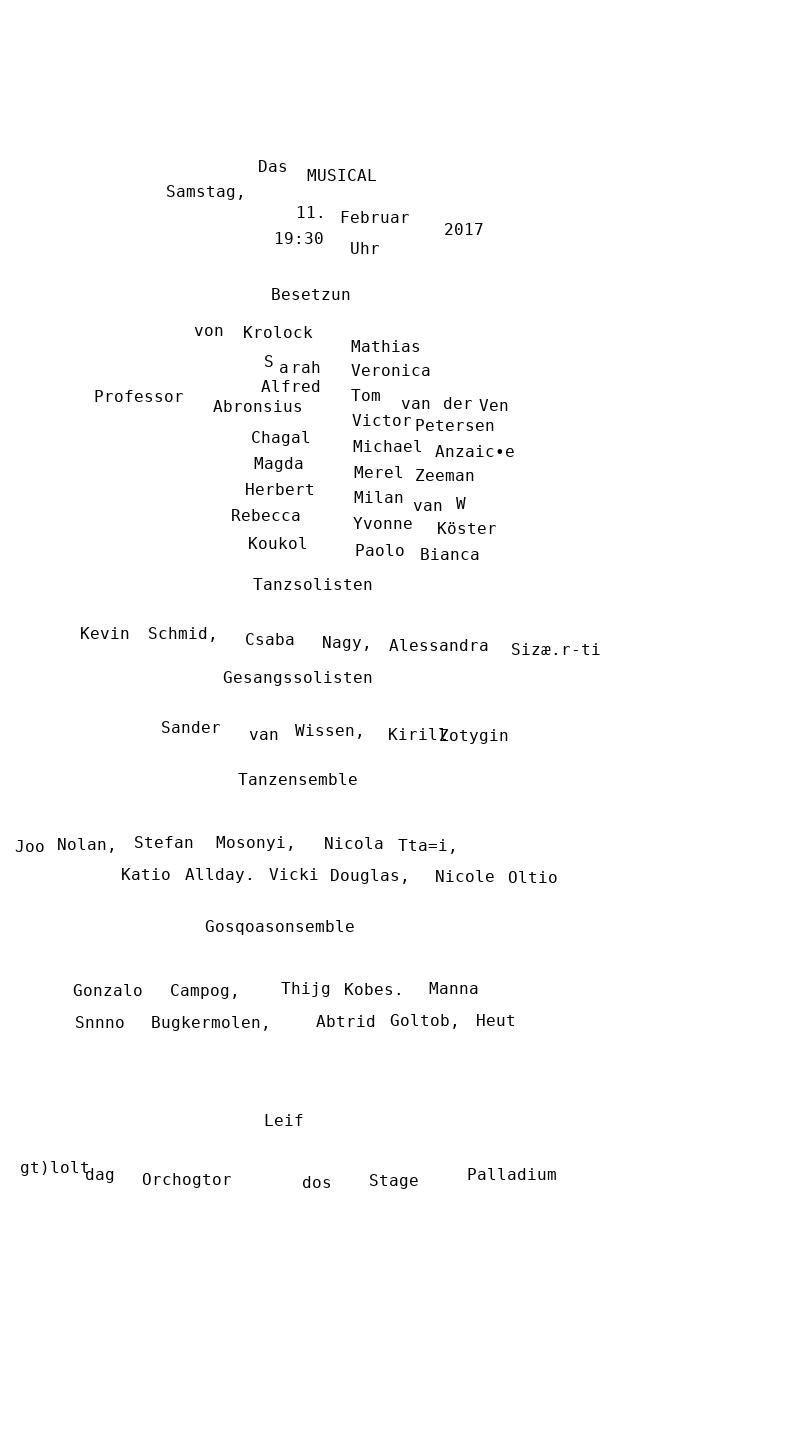 Das MUSICAL
Samstag,
11. Februar 2017
19:30 Uhr
Besetzun
von Krolock Mathias
Sarah Veronica
Alfred Tom van der Ven
Professor Abronsius Victor Petersen
Chagal Michael Anzaic•e
Magda Merel Zeeman
Herbert Milan van W
Rebecca Yvonne Köster
Koukol Paolo Bianca
Tanzsolisten
Kevin Schmid, Csaba Nagy, Alessandra Sizæ.r-ti
Gesangssolisten
Sander van Wissen, Kirill Zotygin
Tanzensemble
Joo Nolan, Stefan Mosonyi, Nicola Tta=i,
Katio Allday. Vicki Douglas, Nicole Oltio
Gosqoasonsemble
Gonzalo Campog, Thijg Kobes. Manna
Snnno Bugkermolen, Abtrid Goltob, Heut
Leif
gt)lolt dag Orchogtor dos Stage Palladium